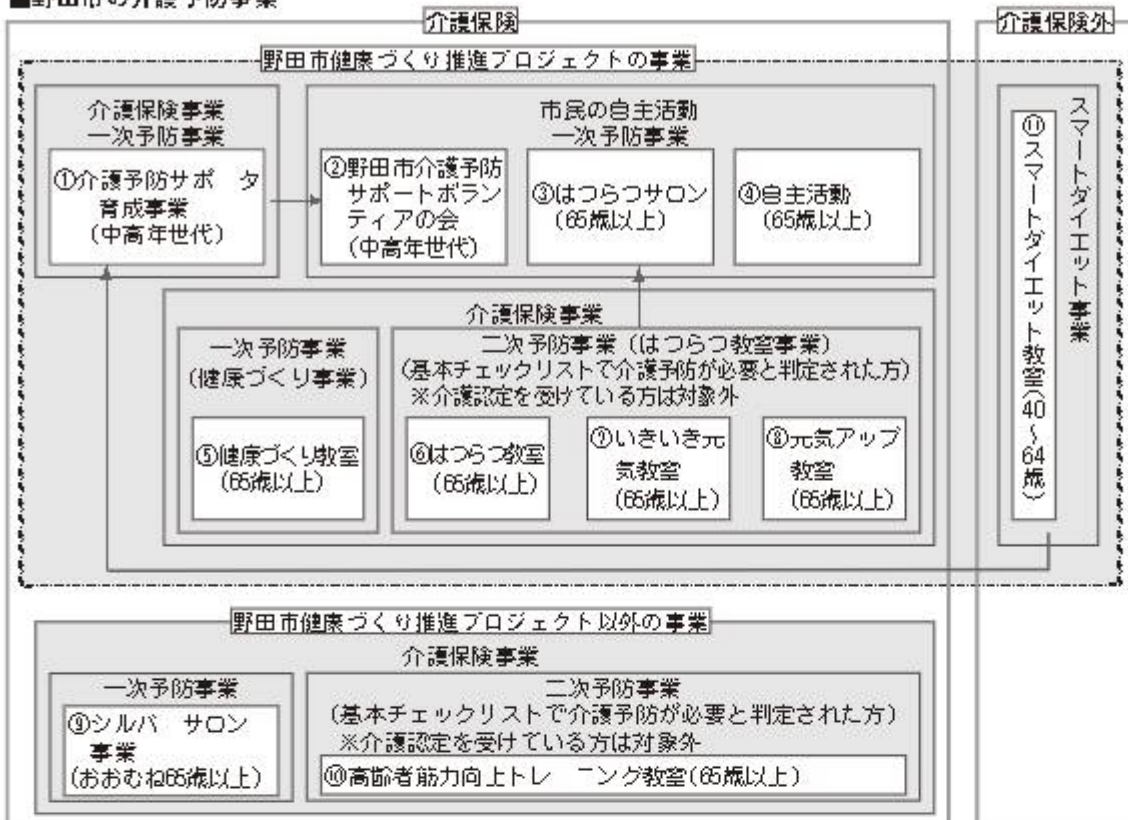 ■野田市の介護予防事業
介護保険
介護保険外
野田市健康づくり推進プロジェクトの事業
介護保険事業
一次予防事業
①介護予防サポ タ
育成事業
(中高年世代)
市民の自主活動
一次予防事業
②野田市介護予防
サポートボラン
ティアの会
(中高年世代)
③はつらつサロン
(65歳以上)
④自主活動
(65歳以上)
スマートダイエット事業
⑪スマートダイエット教室(40~64歳)
介護保険事業
一次予防事業
(健康づくり事業)
⑤健康づくり教室
(65歳以上)
二次予防事業(はつらつ教室事業)
(基本チェックリストで介護予防が必要と判定された方)
※介護認定を受けている方は対象外
⑥はつらつ教室
(65歳以上)
⑦いきいき元
気教室
(65歳以上)
⑧元気アップ
教室
(65歳以上)
野田市健康づくり推進プロジェクト以外の事業
介護保険事業
一次予防事業
⑨シルバ サロン
事業
(おおむね65歳以上)
二次予防事業
(基本チェックリストで介護予防が必要と判定された方)
※介護認定を受けている方は対象外
⑩高齢者筋力向上トレ ニング教室(65歳以上)